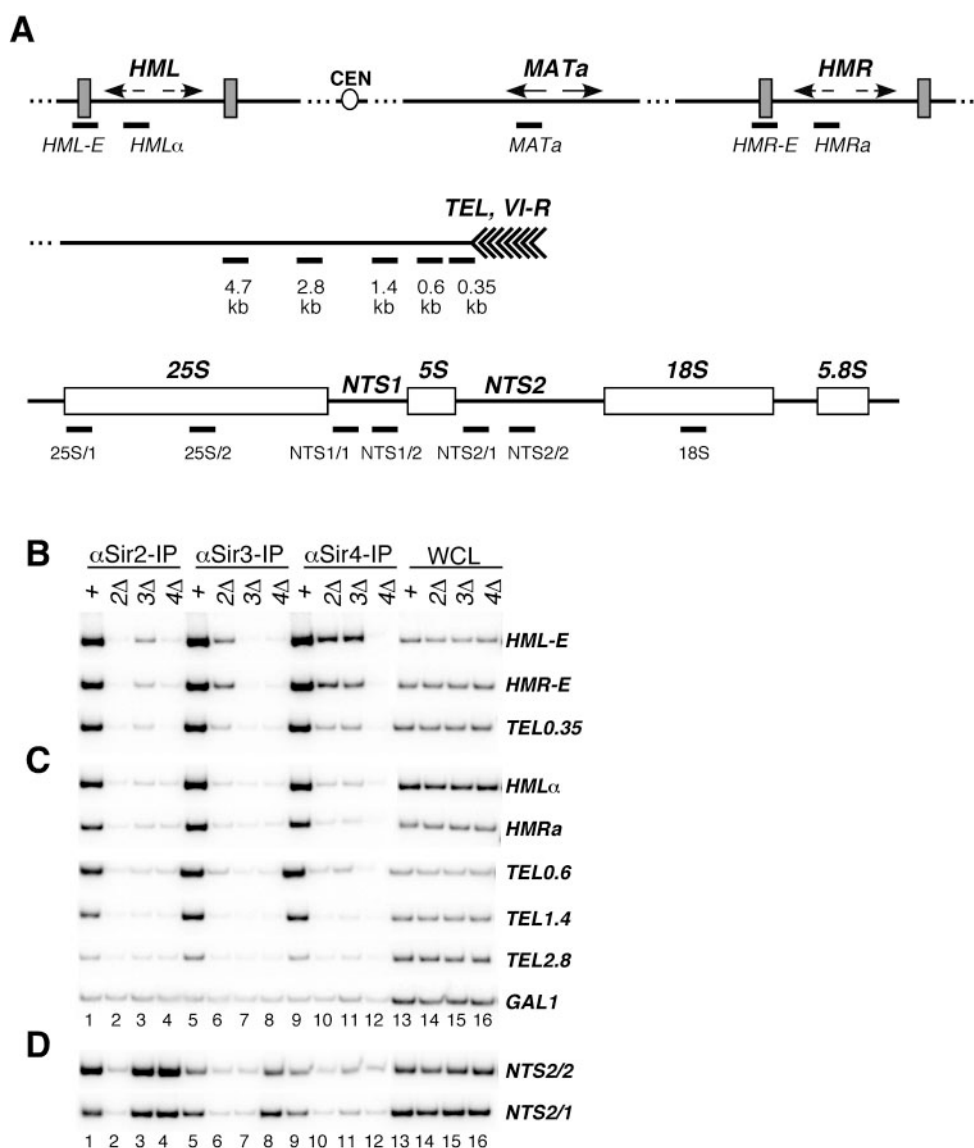 A
HML CEN MATa HMR
HML-E HMLα MATa HMR-E HMRa
TEL, VI-R
4.7 2.8 1.4 0.6 0.35
kb kb kb kb kb
25S NTS1 5S NTS2 18S 5.8S
25S/1 25S/2 NTS1/1 NTS1/2 NTS2/1 NTS2/2 18S
B
αSir2-IP αSir3-IP αSir4-IP WCL
+ 2Δ 3Δ 4Δ + 2Δ 3Δ 4Δ + 2Δ 3Δ 4Δ + 2Δ 3Δ 4Δ
HML-E
HMR-E
TEL0.35
C
HMLα
HMRa
TEL0.6
TEL1.4
TEL2.8
GAL1
1 2 3 4 5 6 7 8 9 10 11 12 13 14 15 16
D
NTS2/2
NTS2/1
1 2 3 4 5 6 7 8 9 10 11 12 13 14 15 16